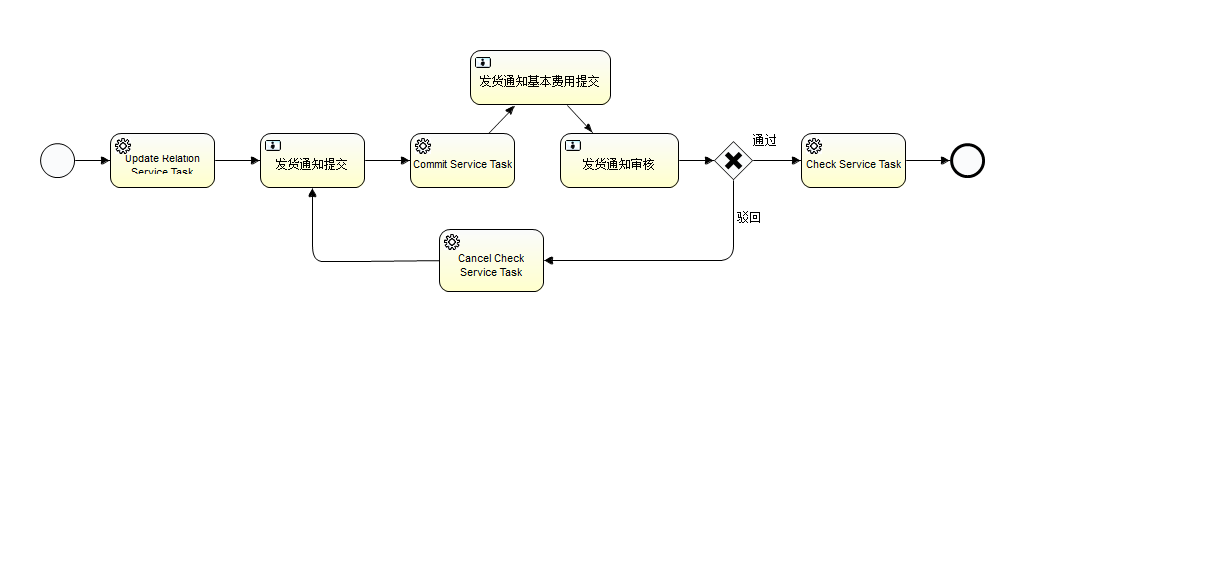 发货通知基本费用提交
通过
Update Relation
Service Task
发货通知提交
Commit Service Task
发货通知审核
Check Service Task
驳回
Cancel Check
Service Task